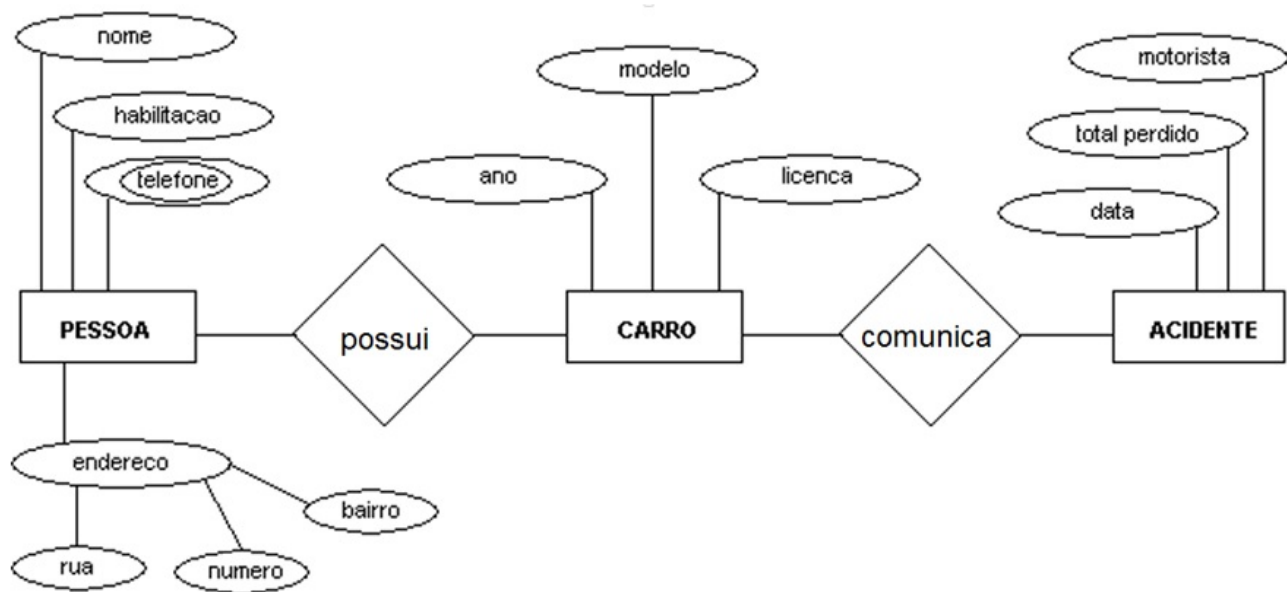 nome
habilitacao
telefone
modelo
ano
licenca
motorista
total perdido
data
PESSOA
possui
CARRO
comunica
ACIDENTE
endereco
bairro
rua
numero